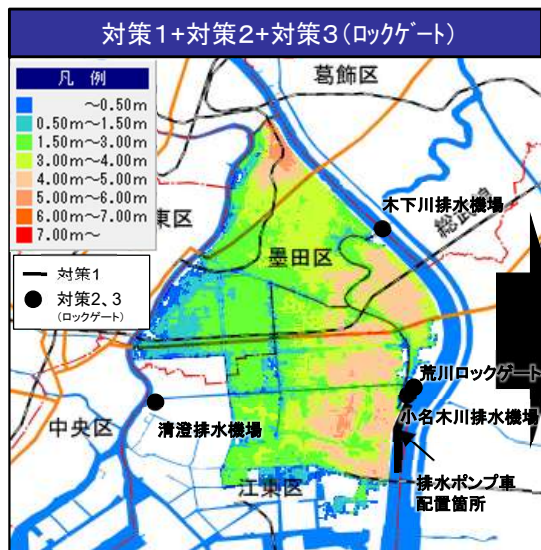 対策1+対策2+対策3(ロックゲート)
凡 例
～0.50m
0.50m～1.50m
1.50m～3.00m
3.00m～4.00m
4.00m～5.00m
5.00m～6.00m
6.00m～7.00m
7.00m～
対策1
対策2、3
(ロックゲート)
葛飾区
東区
木下川排水機場
総武線
墨田区
荒川ロックゲート
小名木川排水機場
清澄排水機場
中央区
排水ポンプ車
配置箇所
江東区